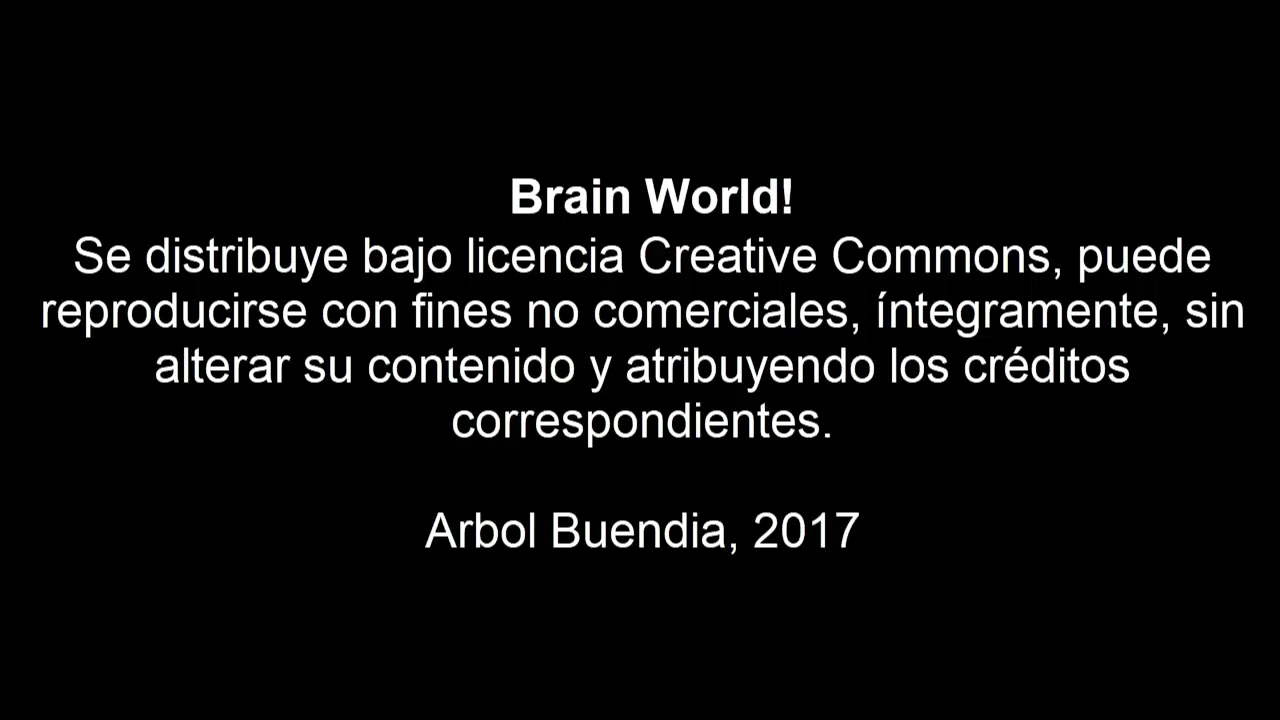 Brain World!
Se distribuye bajo licencia Creative Commons, puede
reproducirse con fines no comerciales, íntegramente, sin
alterar su contenido y atribuyendo los créditos
correspondientes.
Arbol Buendia, 2017